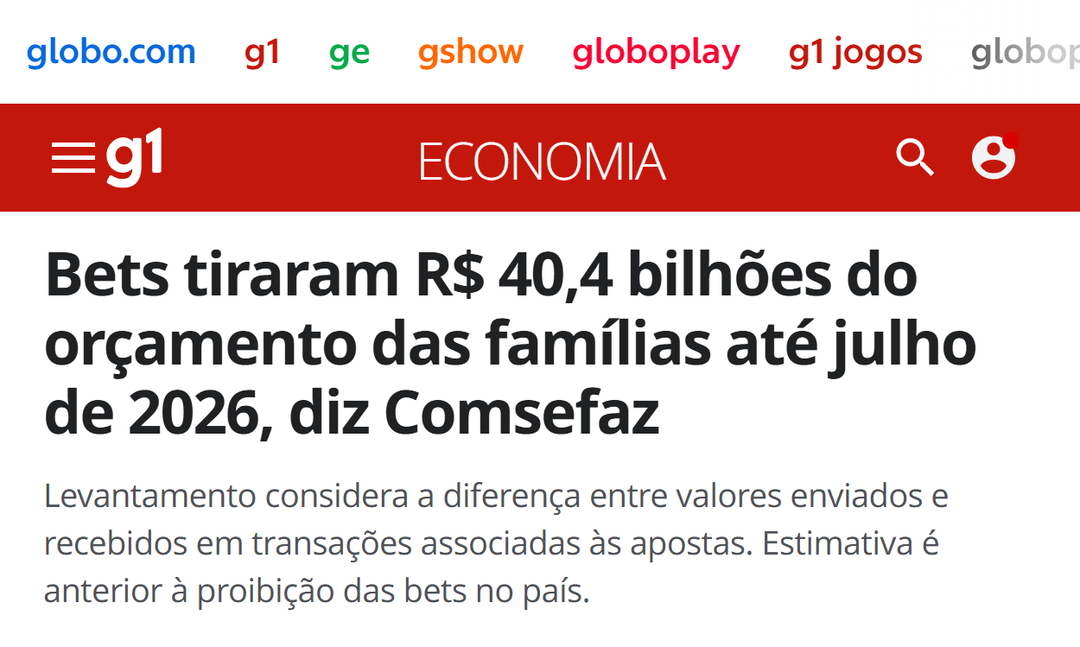 globo.com g1 ge gshow globoplay g1 jogos globop
g1 ECONOMIA
Bets tiraram R$ 40,4 bilhões do
orçamento das famílias até julho
de 2026, diz Comsefaz
Levantamento considera a diferença entre valores enviados e
recebidos em transações associadas às apostas. Estimativa é
anterior à proibição das bets no país.